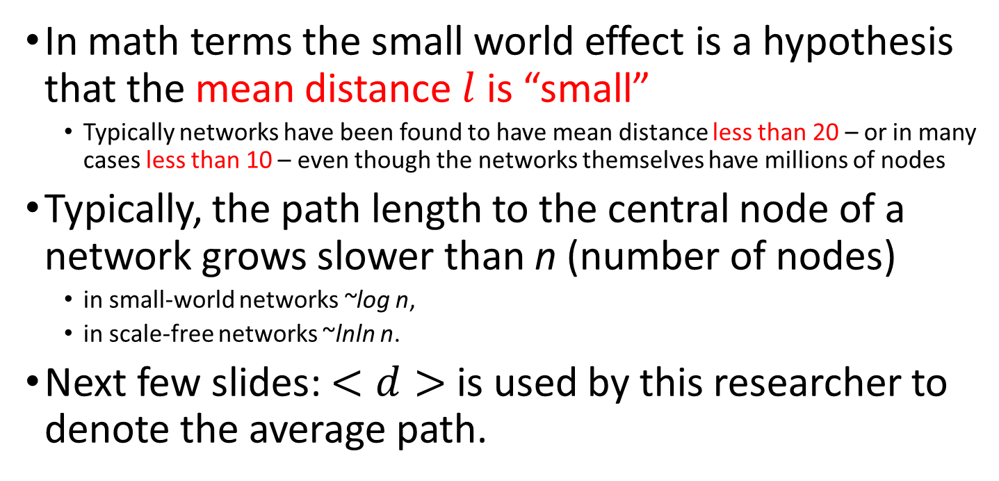 •In math terms the small world effect is a hypothesis
that the mean distance l is “small”
• Typically networks have been found to have mean distance less than 20 – or in many
cases less than 10 – even though the networks themselves have millions of nodes
•Typically, the path length to the central node of a
network grows slower than n (number of nodes)
• in small-world networks ~log n,
• in scale-free networks ~lnln n.
•Next few slides: < d > is used by this researcher to
denote the average path.